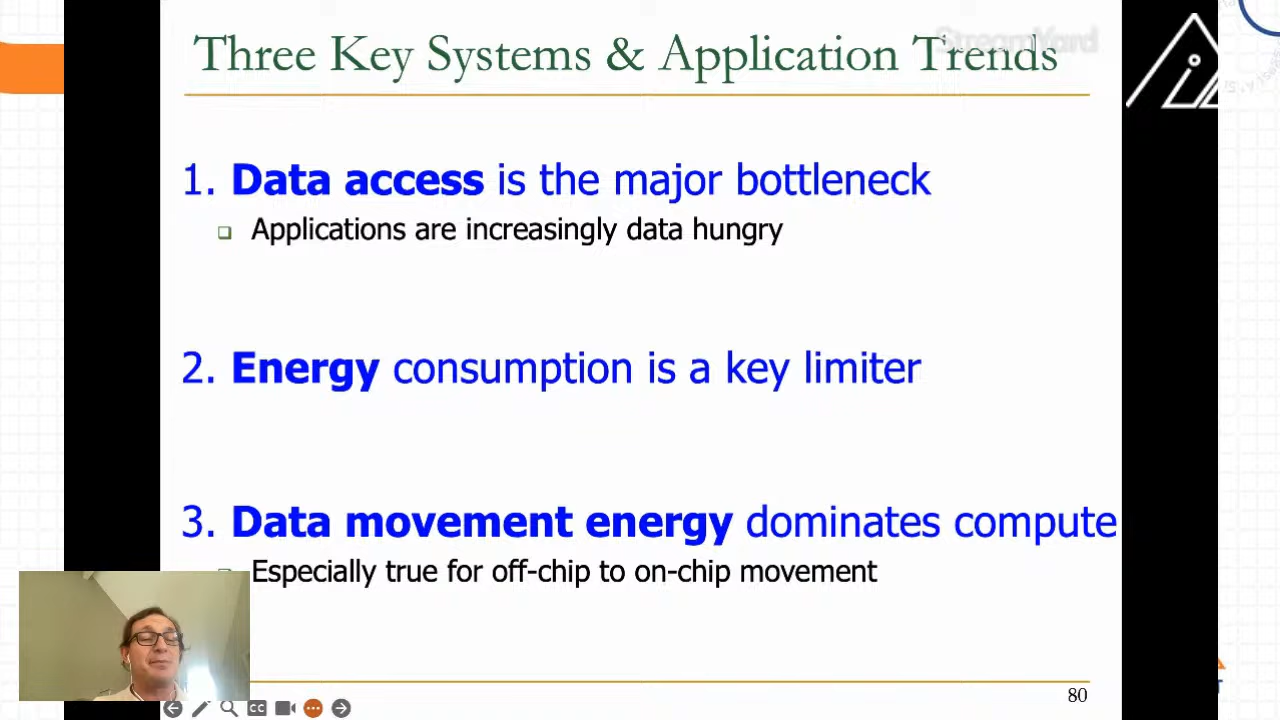 Three Key Systems & Application Trends
StreamYard
1. Data access is the major bottleneck
Applications are increasingly data hungry
2. Energy consumption is a key limiter
3. Data movement energy dominates compute
Especially true for off-chip to on-chip movement
80
CC